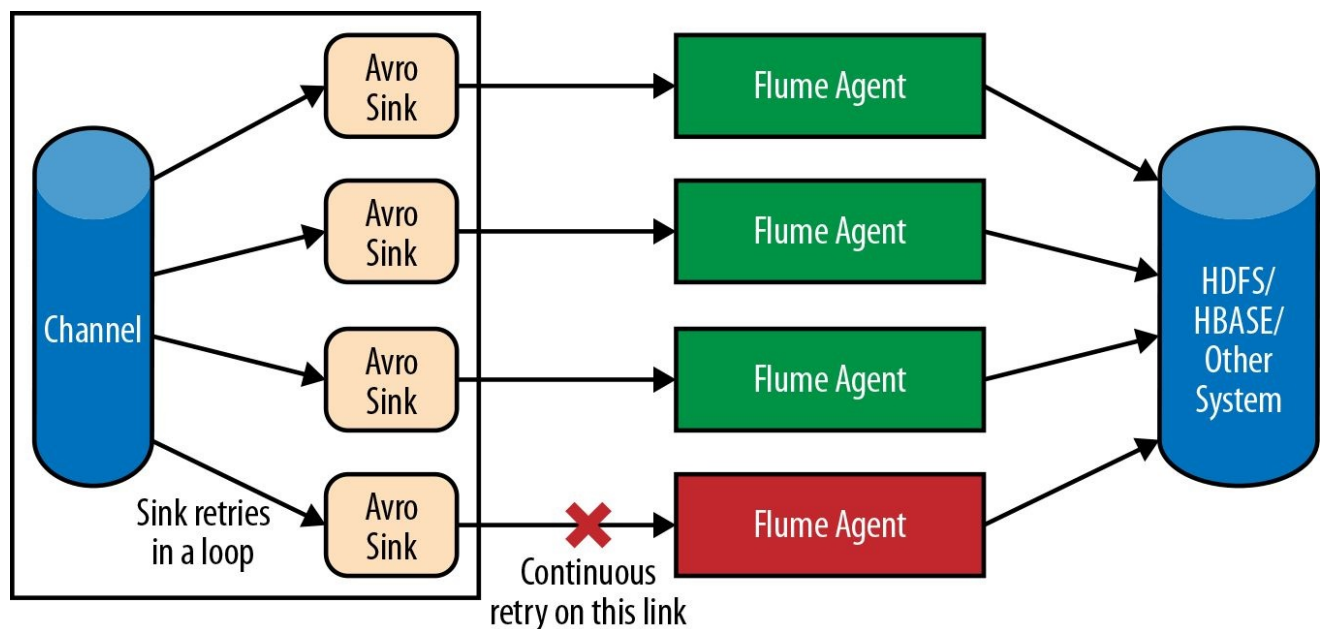 Avro
Sink
Flume Agent
Avro
Sink
Flume Agent
Channel
HDFS/
HBASE/
Other
System
Avro
Sink
Flume Agent
Sink retries
in a loop
Avro
Sink
Flume Agent
Continuous
retry on this link